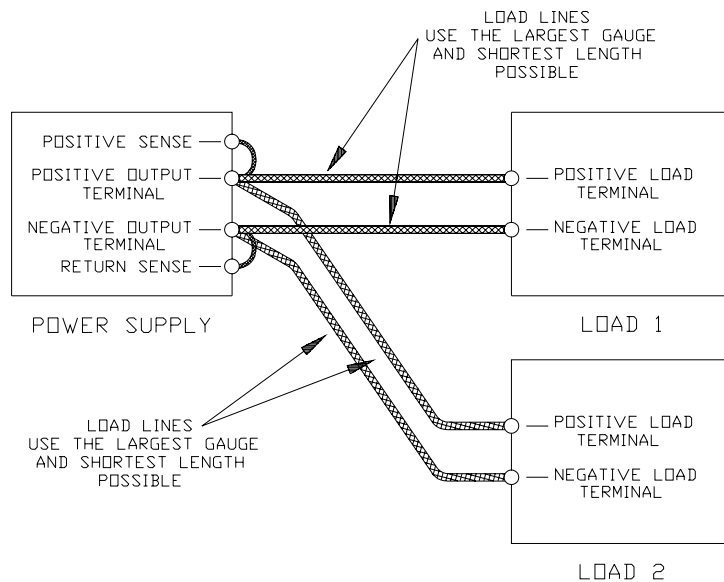 LOAD LINES
USE THE LARGEST GAUGE
AND SHORTEST LENGTH
POSSIBLE
POSITIVE SENSE
POSITIVE OUTPUT
TERMINAL
NEGATIVE OUTPUT
TERMINAL
RETURN SENSE
POWER SUPPLY
POSITIVE LOAD
TERMINAL
NEGATIVE LOAD
TERMINAL
LOAD 1
LOAD LINES
USE THE LARGEST GAUGE
AND SHORTEST LENGTH
POSSIBLE
POSITIVE LOAD
TERMINAL
NEGATIVE LOAD
TERMINAL
LOAD 2